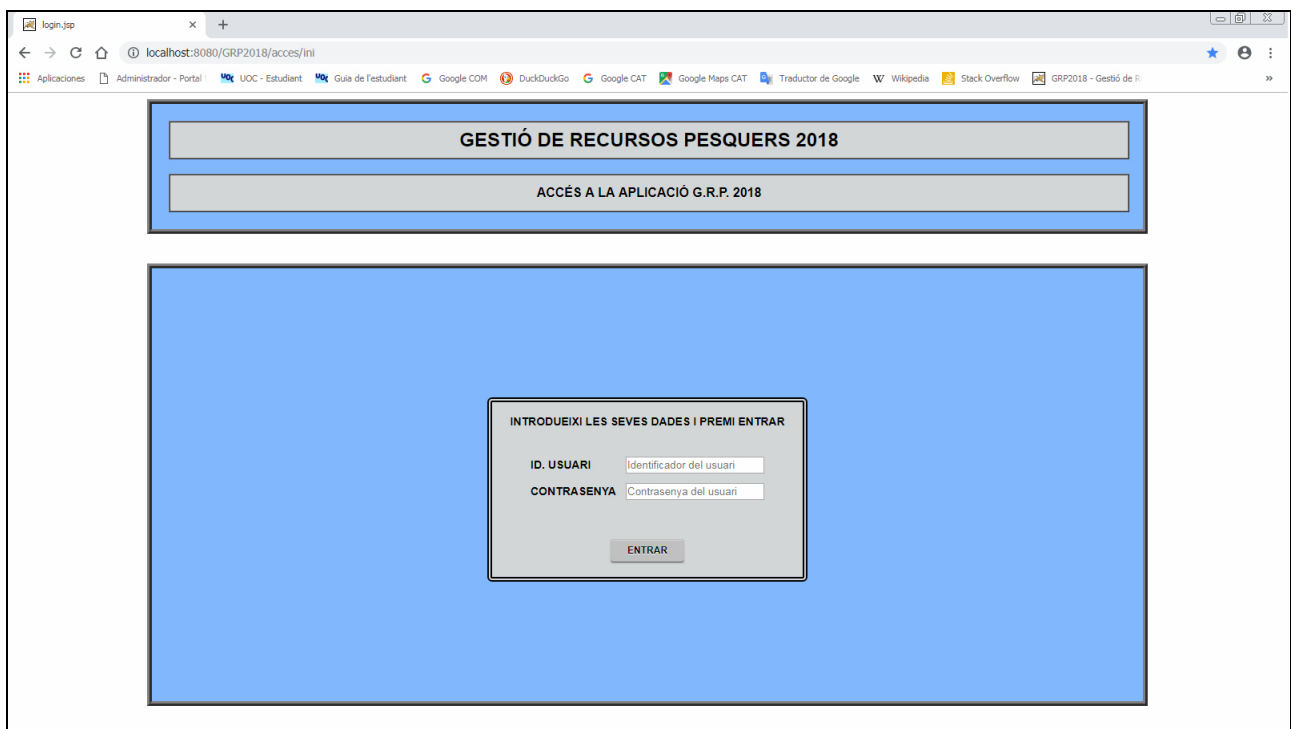 login.jsp
localhost:8080/GRP2018/acces/ini
Aplicaciones Administrador - Portal UOC - Estudiant Guia de l'estudiant Google COM DuckDuckGo Google CAT Google Maps CAT Traductor de Google Wikipedia Stack Overflow GRP2018 - Gestió de R
GESTIÓ DE RECURSOS PESQUERS 2018
ACCÉS A LA APLICACIÓ G.R.P. 2018
INTRODUEIXI LES SEVES DADES I PREMI ENTRAR
ID. USUARI Identificador del usuari
CONTRASENYA Contrasenya del usuari
ENTRAR